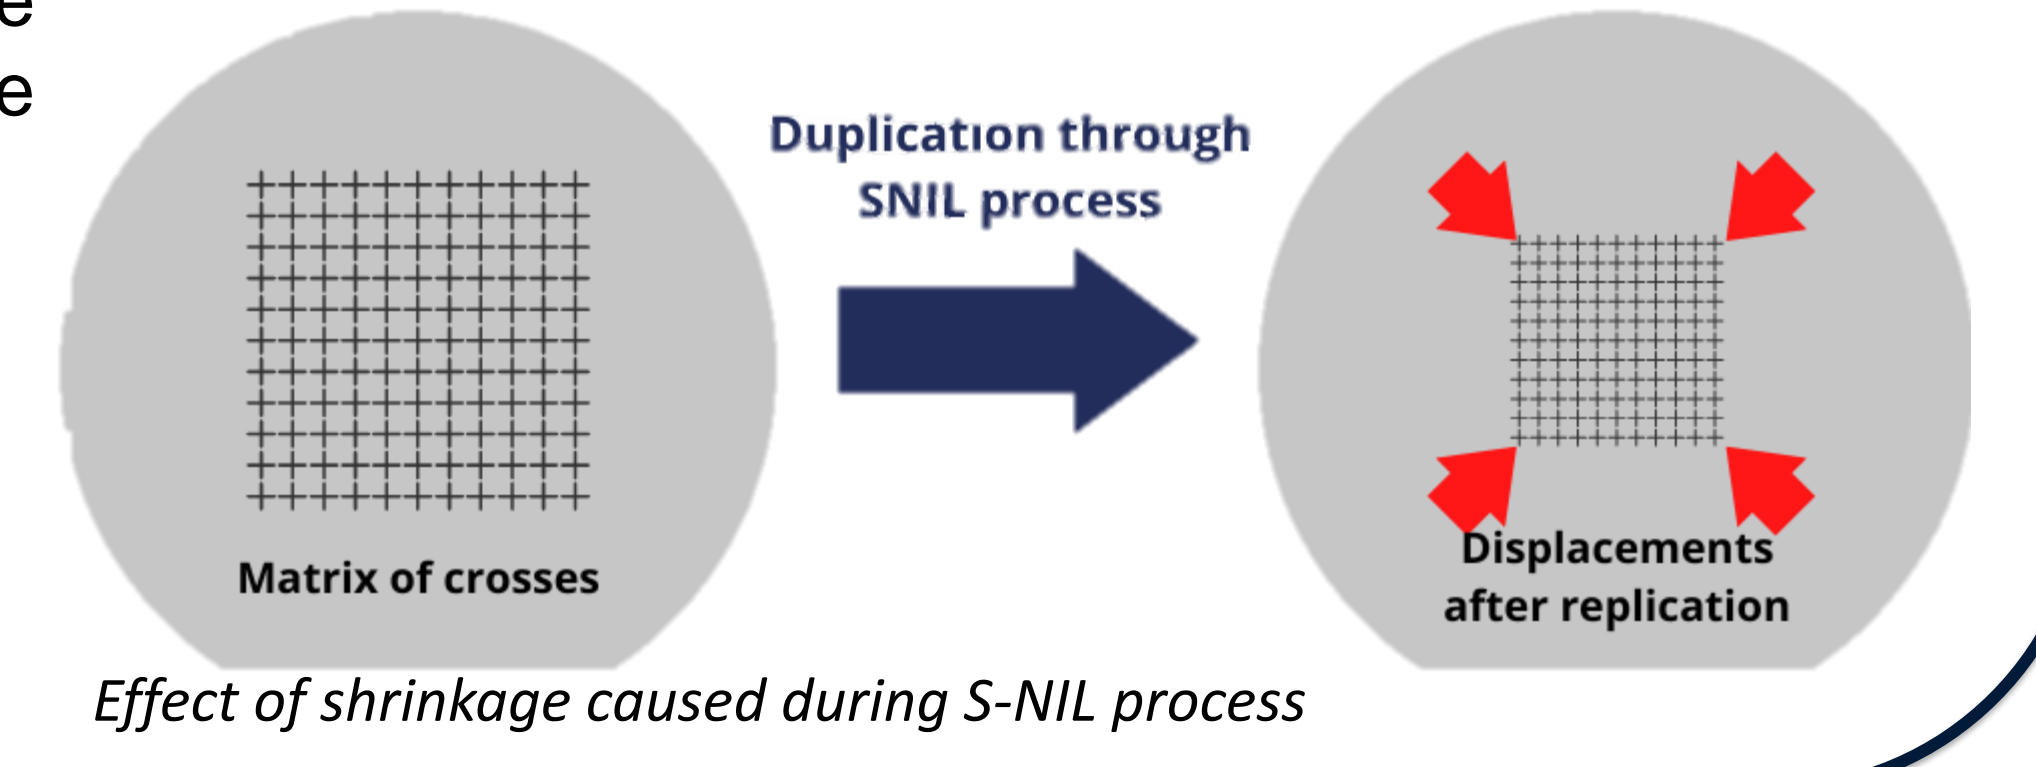 e
e
Duplication through
SNIL process
Matrix of crosses
Displacements
after replication
Effect of shrinkage caused during S-NIL process